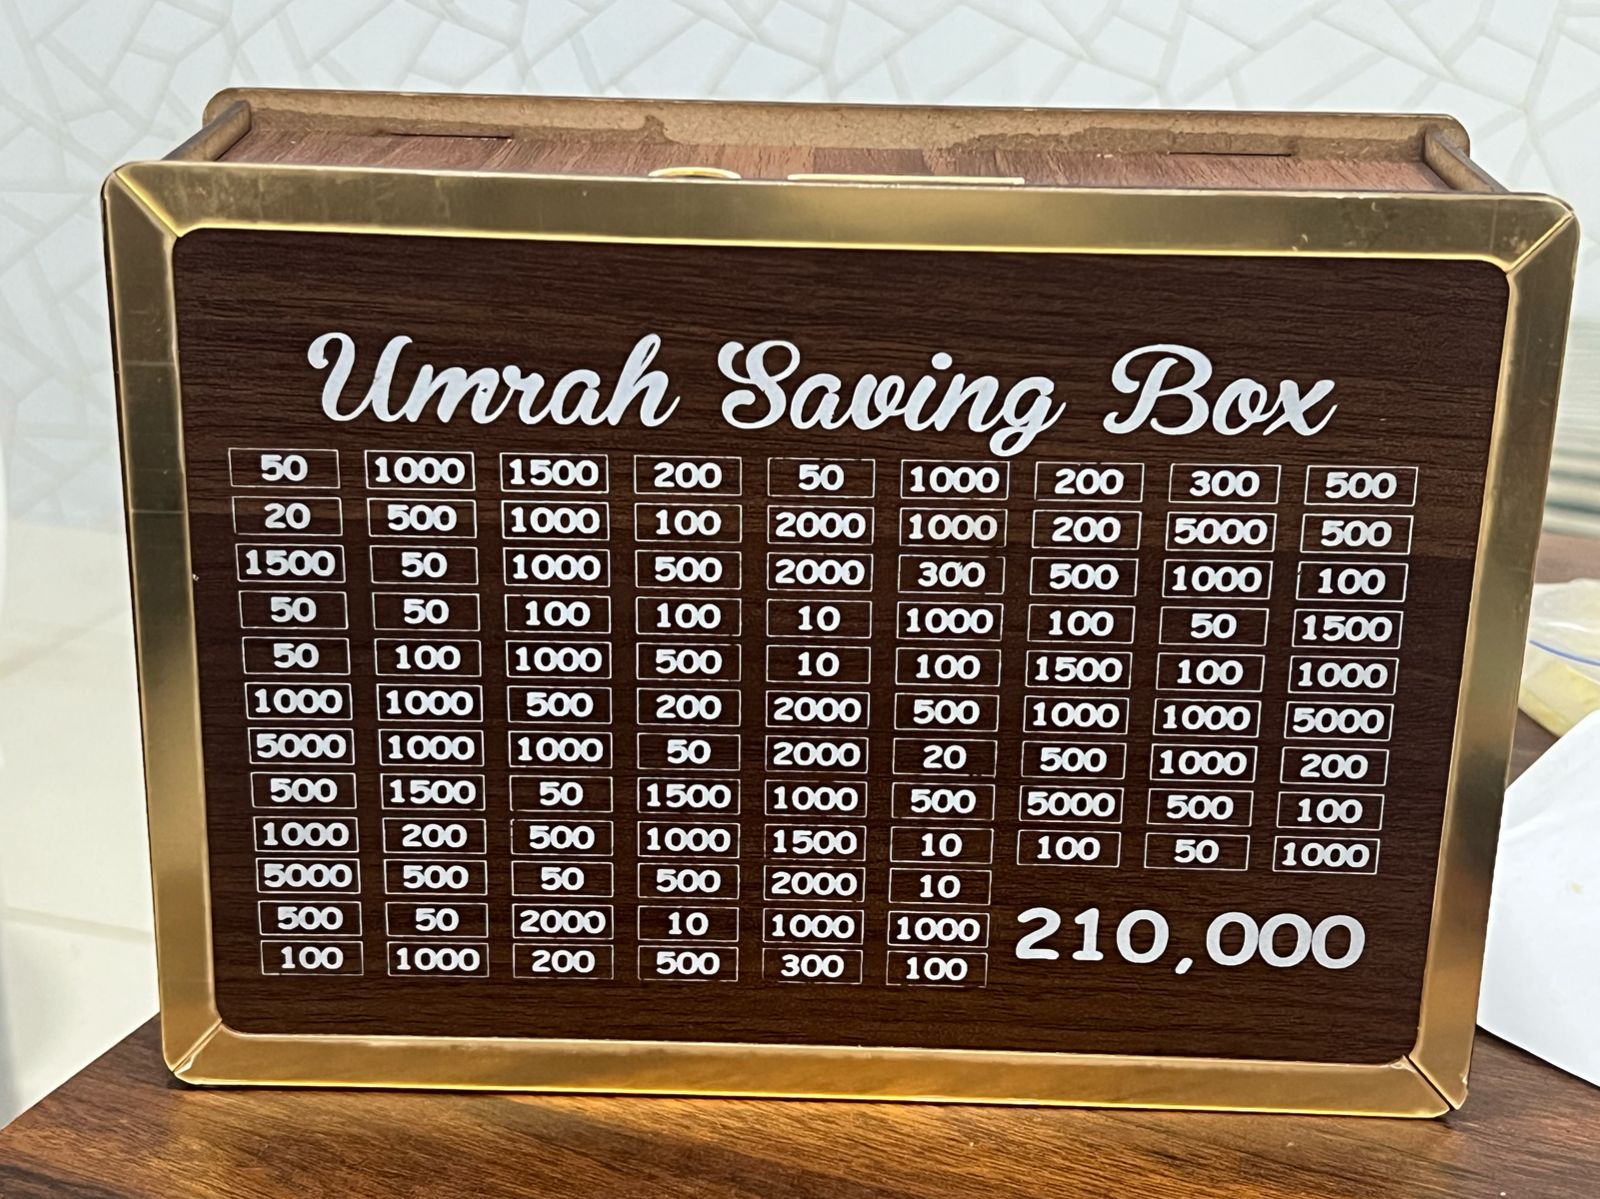 Umrah Saving Box
50 1000 1500 200 50 1000 200 300 500
20 500 1000 100 2000 1000 200 5000 500
1500 50 1000 500 2000 300 500 1000 100
50 50 100 100 10 1000 100 50 1500
50 100 1000 500 10 100 1500 100 1000
1000 1000 500 200 2000 500 1000 1000 5000
5000 1000 1000 50 2000 20 500 1000 200
500 1500 50 1500 1000 500 5000 500 100
1000 200 500 1000 1500 10 100 50 1000
5000 500 50 500 2000 10
500 50 2000 10 1000 1000
100 1000 200 500 300 100
210,000